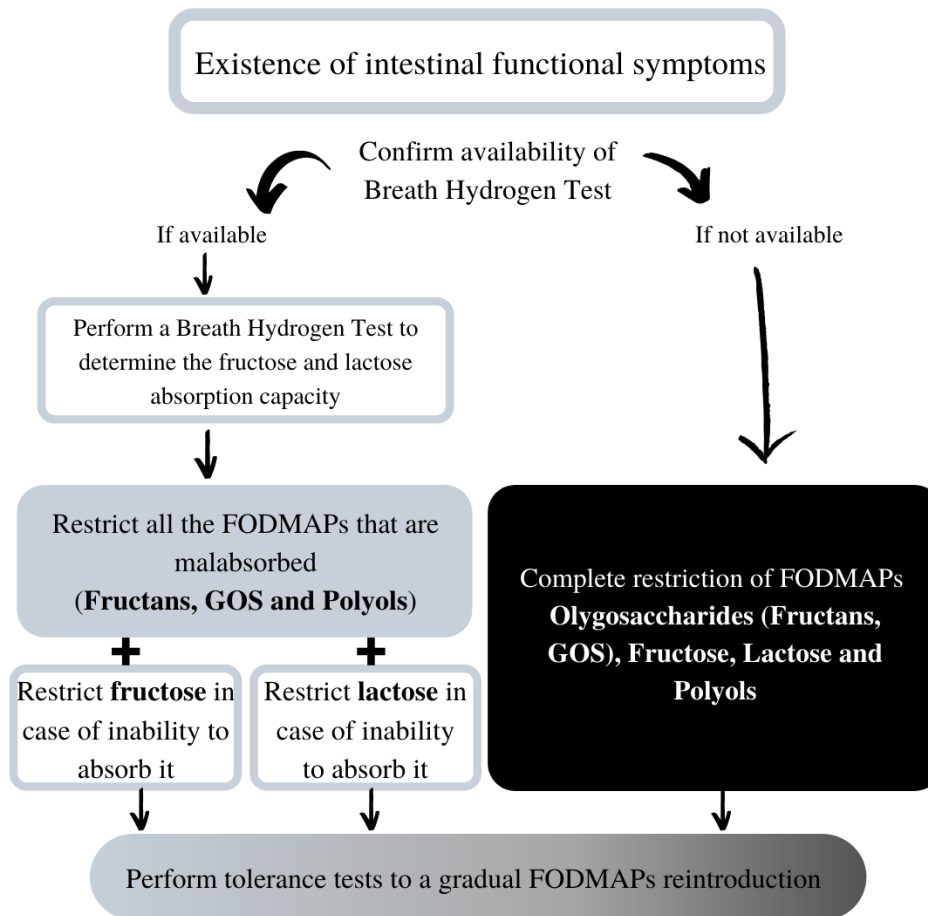 Existence of intestinal functional symptoms
Confirm availability of
Breath Hydrogen Test
If available
If not available
Perform a Breath Hydrogen Test to
determine the fructose and lactose
absorption capacity
Restrict all the FODMAPs that are
malabsorbed
(Fructans, GOS and Polyols)
Complete restriction of FODMAPs
Olygosaccharides (Fructans,
GOS), Fructose, Lactose and
Polyols
+
+
Restrict fructose in
case of inability to
absorb it
Restrict lactose in
case of inability
to absorb it
Perform tolerance tests to a gradual FODMAPs reintroduction